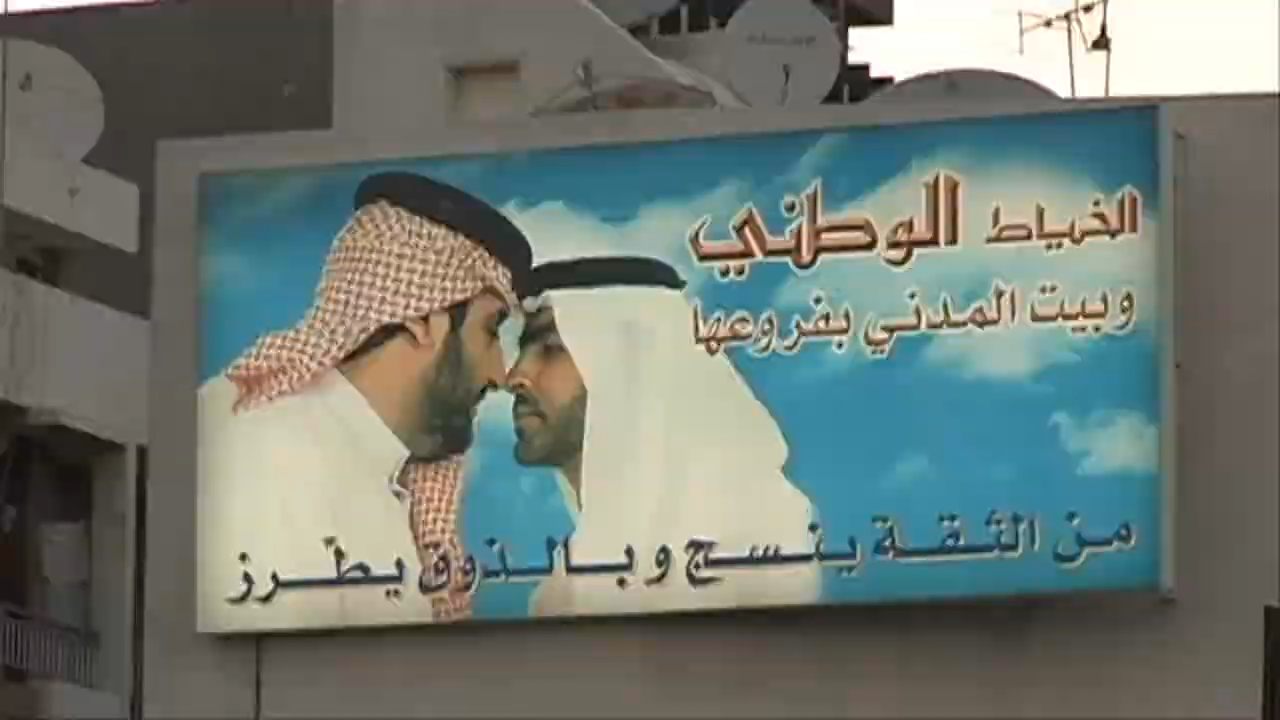 الخياط الوطني
وبيت المدني بفروعها
من الثقة ينسج وبالذوق يطرز